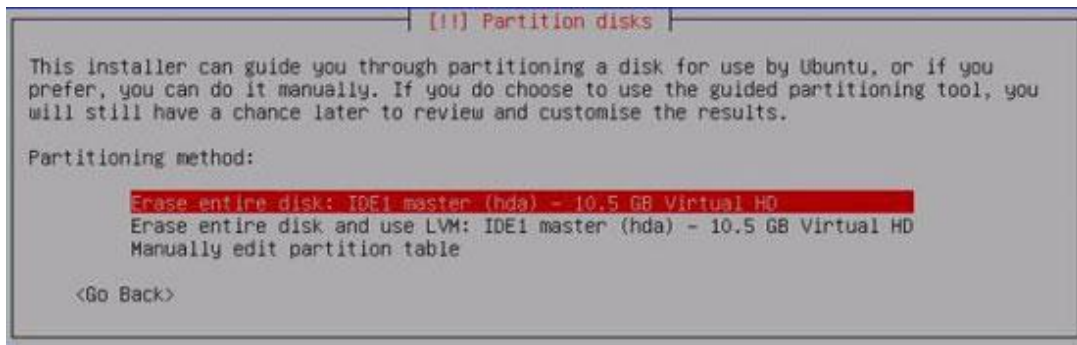 [!!] Partition disks
This installer can guide you through partitioning a disk for use by Ubuntu, or if you
prefer, you can do it manually. If you do choose to use the guided partitioning tool, you
will still have a chance later to review and customise the results.
Partitioning method:
Erase entire disk: IDE1 master (hda) - 10.5 GB Virtual HD
Erase entire disk and use LVM: IDE1 master (hda) - 10.5 GB Virtual HD
Manually edit partition table
<Go Back>